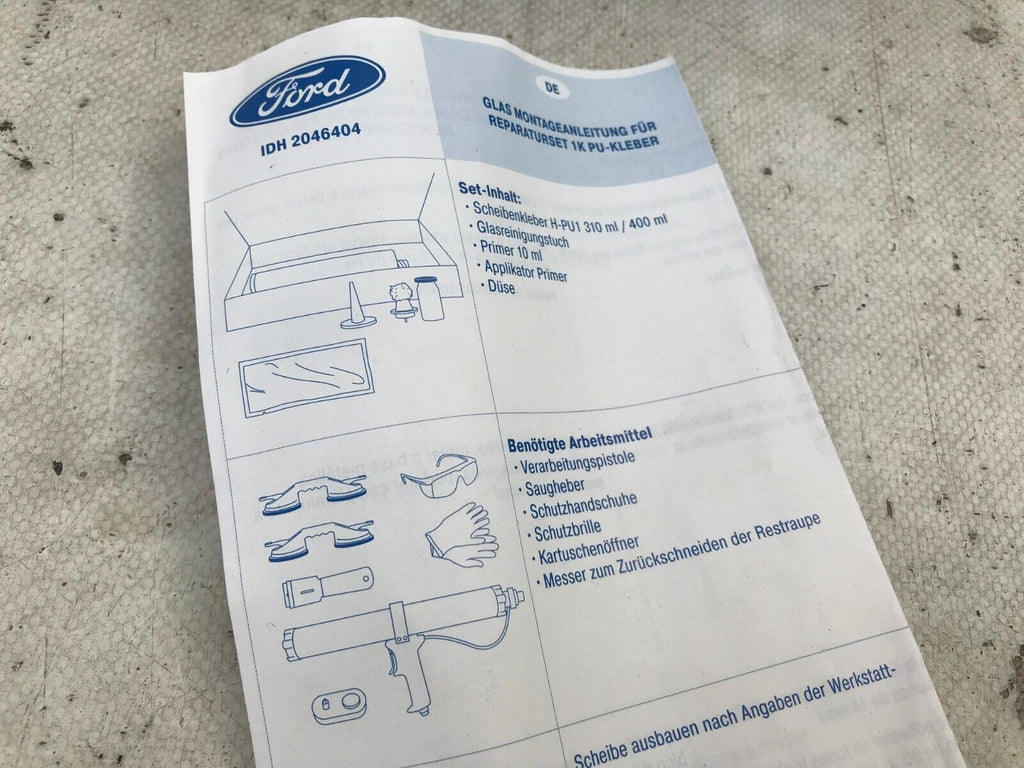 Ford
IDH 2046404
DE
GLAS MONTAGEANLEITUNG FÜR
REPARATURSET 1K PU-KLEBER
Set-Inhalt:
• Scheibenkleber H-PU1 310 ml / 400 ml
• Glasreinigungstuch
• Primer 10 ml
• Applikator Primer
• Düse
Benötigte Arbeitsmittel
• Verarbeitungspistole
• Saugheber
• Schutzhandschuhe
• Schutzbrille
• Kartuschenöffner
• Messer zum Zurückschneiden der Restraupe
Scheibe ausbauen nach Angaben der Werkstatt-